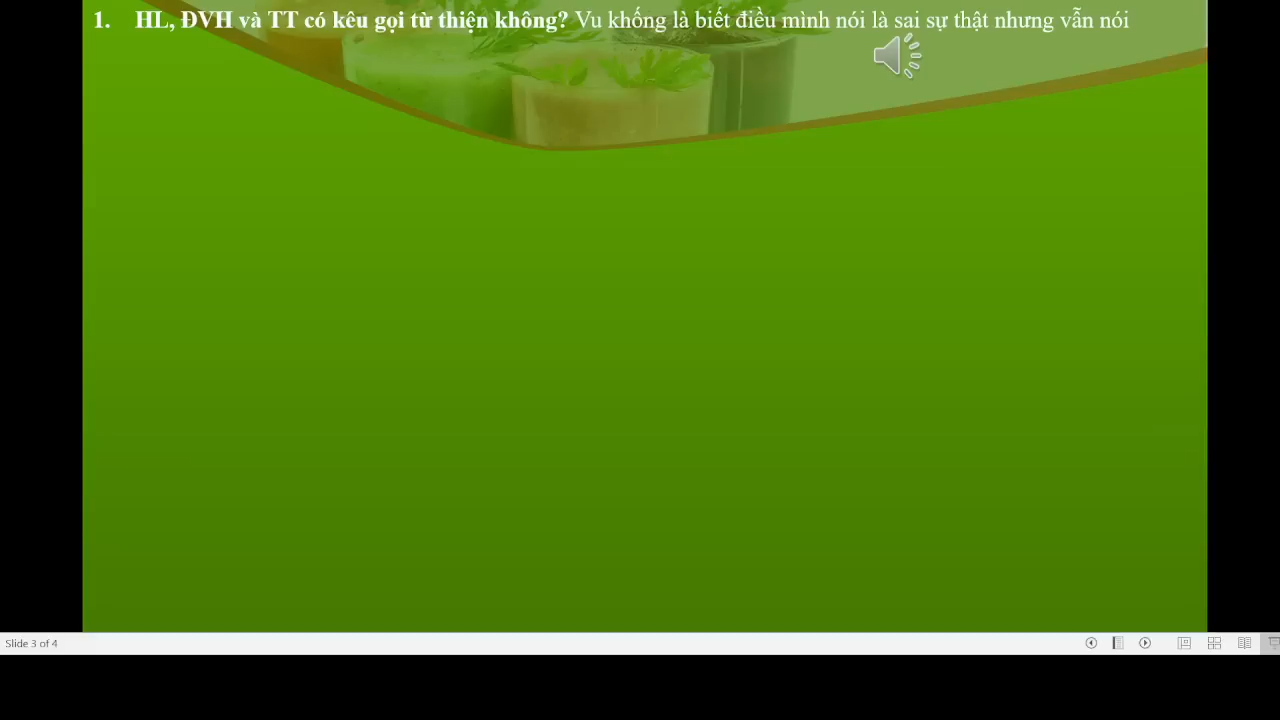 1. HL, ĐVH và TT có kêu gọi từ thiện không? Vu khống là biết điều mình nói là sai sự thật nhưng vẫn nói
Slide 3 of 4